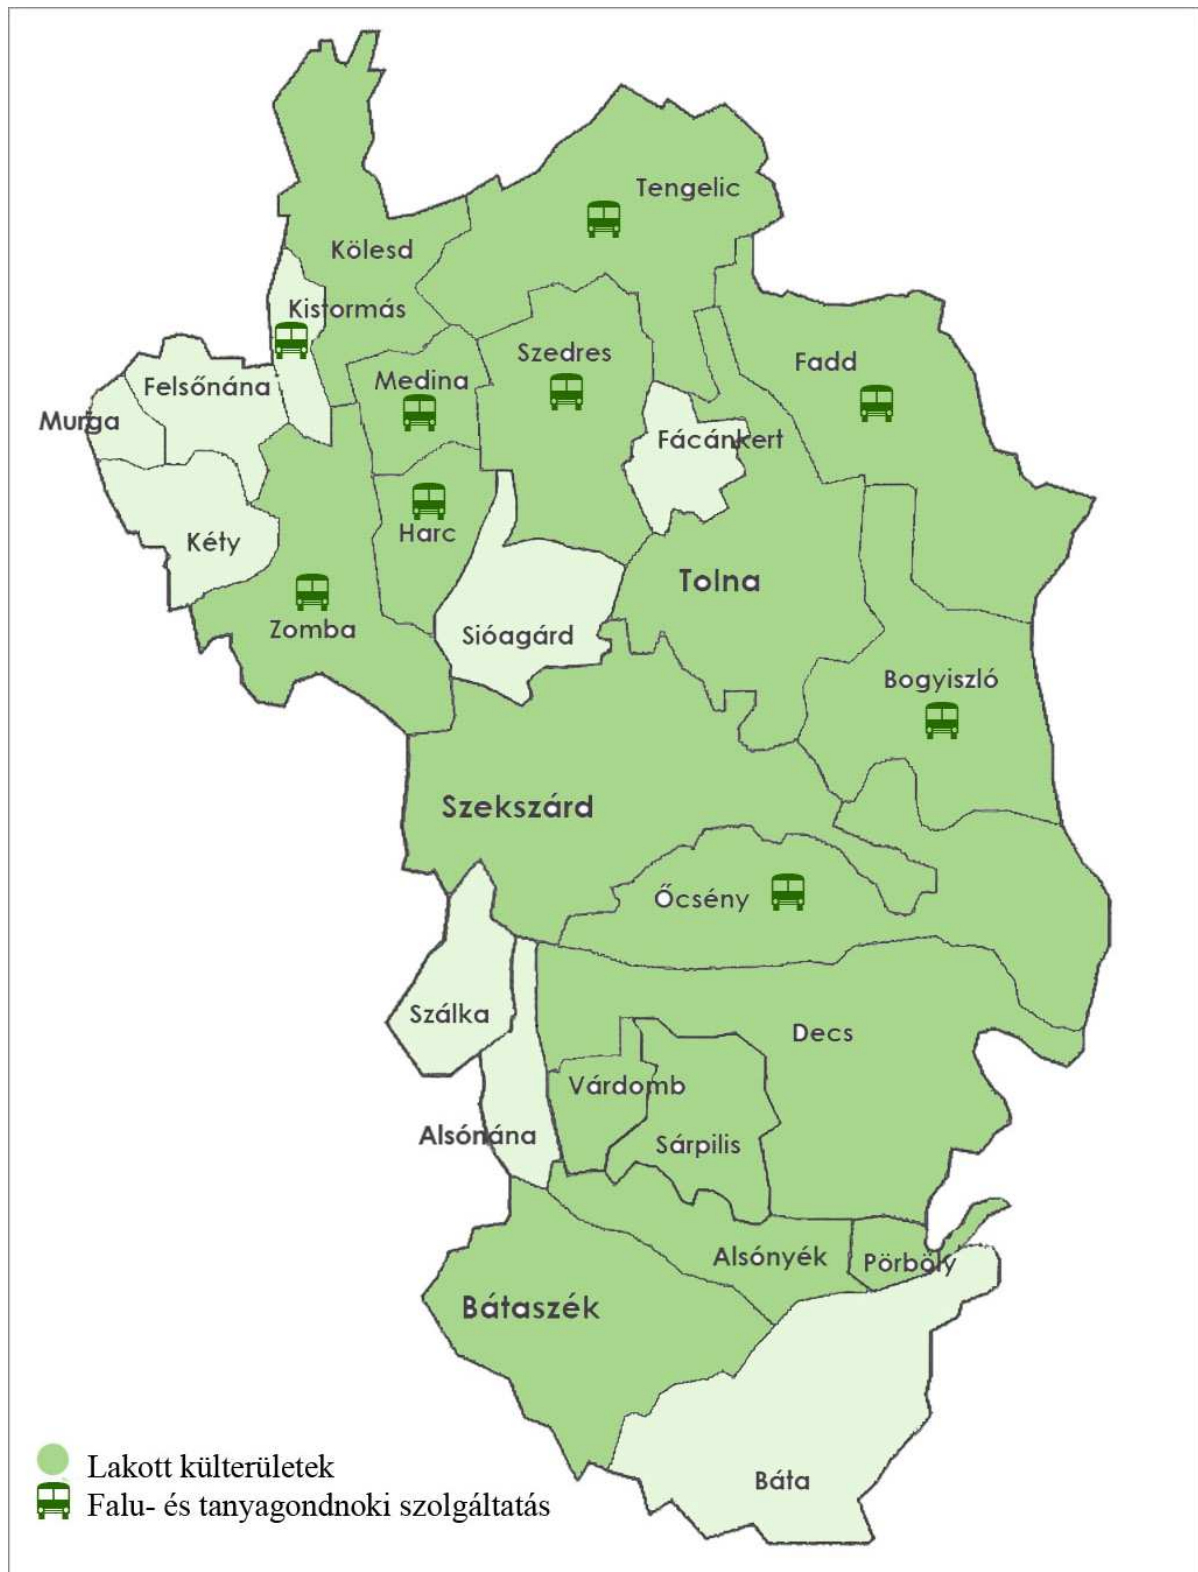 Tengelic
Kölesd
Kistormás
Szedres
Fadd
Medina
Felsőnána
Murga
Fácánkert
Harc
Kéty
Tolna
Zomba
Sióagárd
Bogyiszló
Szekszárd
Őcsény
Szálka
Decs
Várdomb
Alsónána
Sárpilis
Alsónyék
Pörböly
Bátaszék
Báta
Lakott külterületek
Falu- és tanyagondnoki szolgáltatás